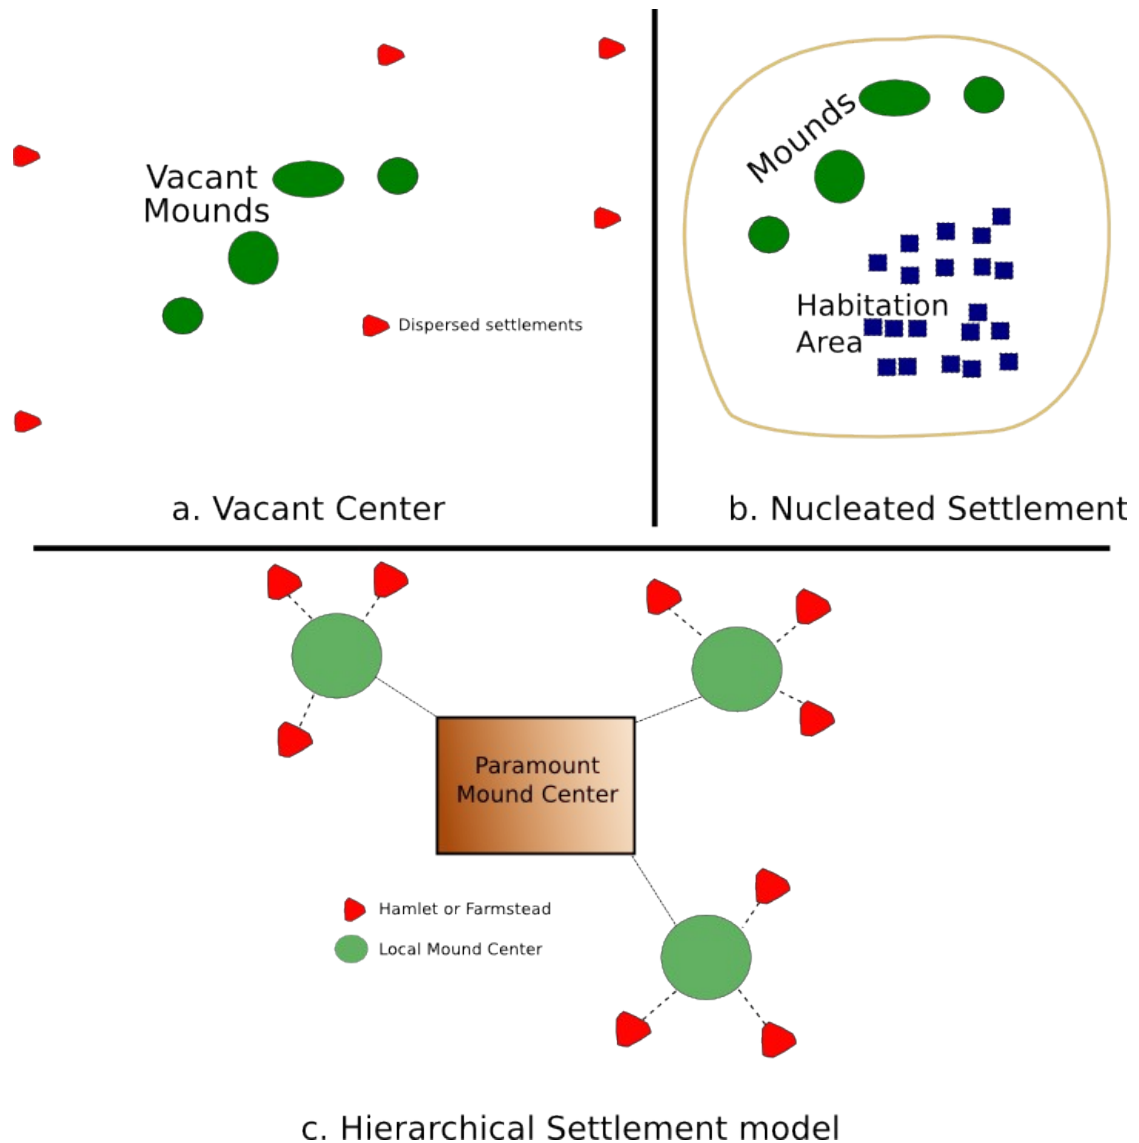 Vacant
Mounds
Dispersed settlements
a. Vacant Center
Mounds
Habitation
Area
b. Nucleated Settlement
Paramount
Mound Center
Hamlet or Farmstead
Local Mound Center
c. Hierarchical Settlement model